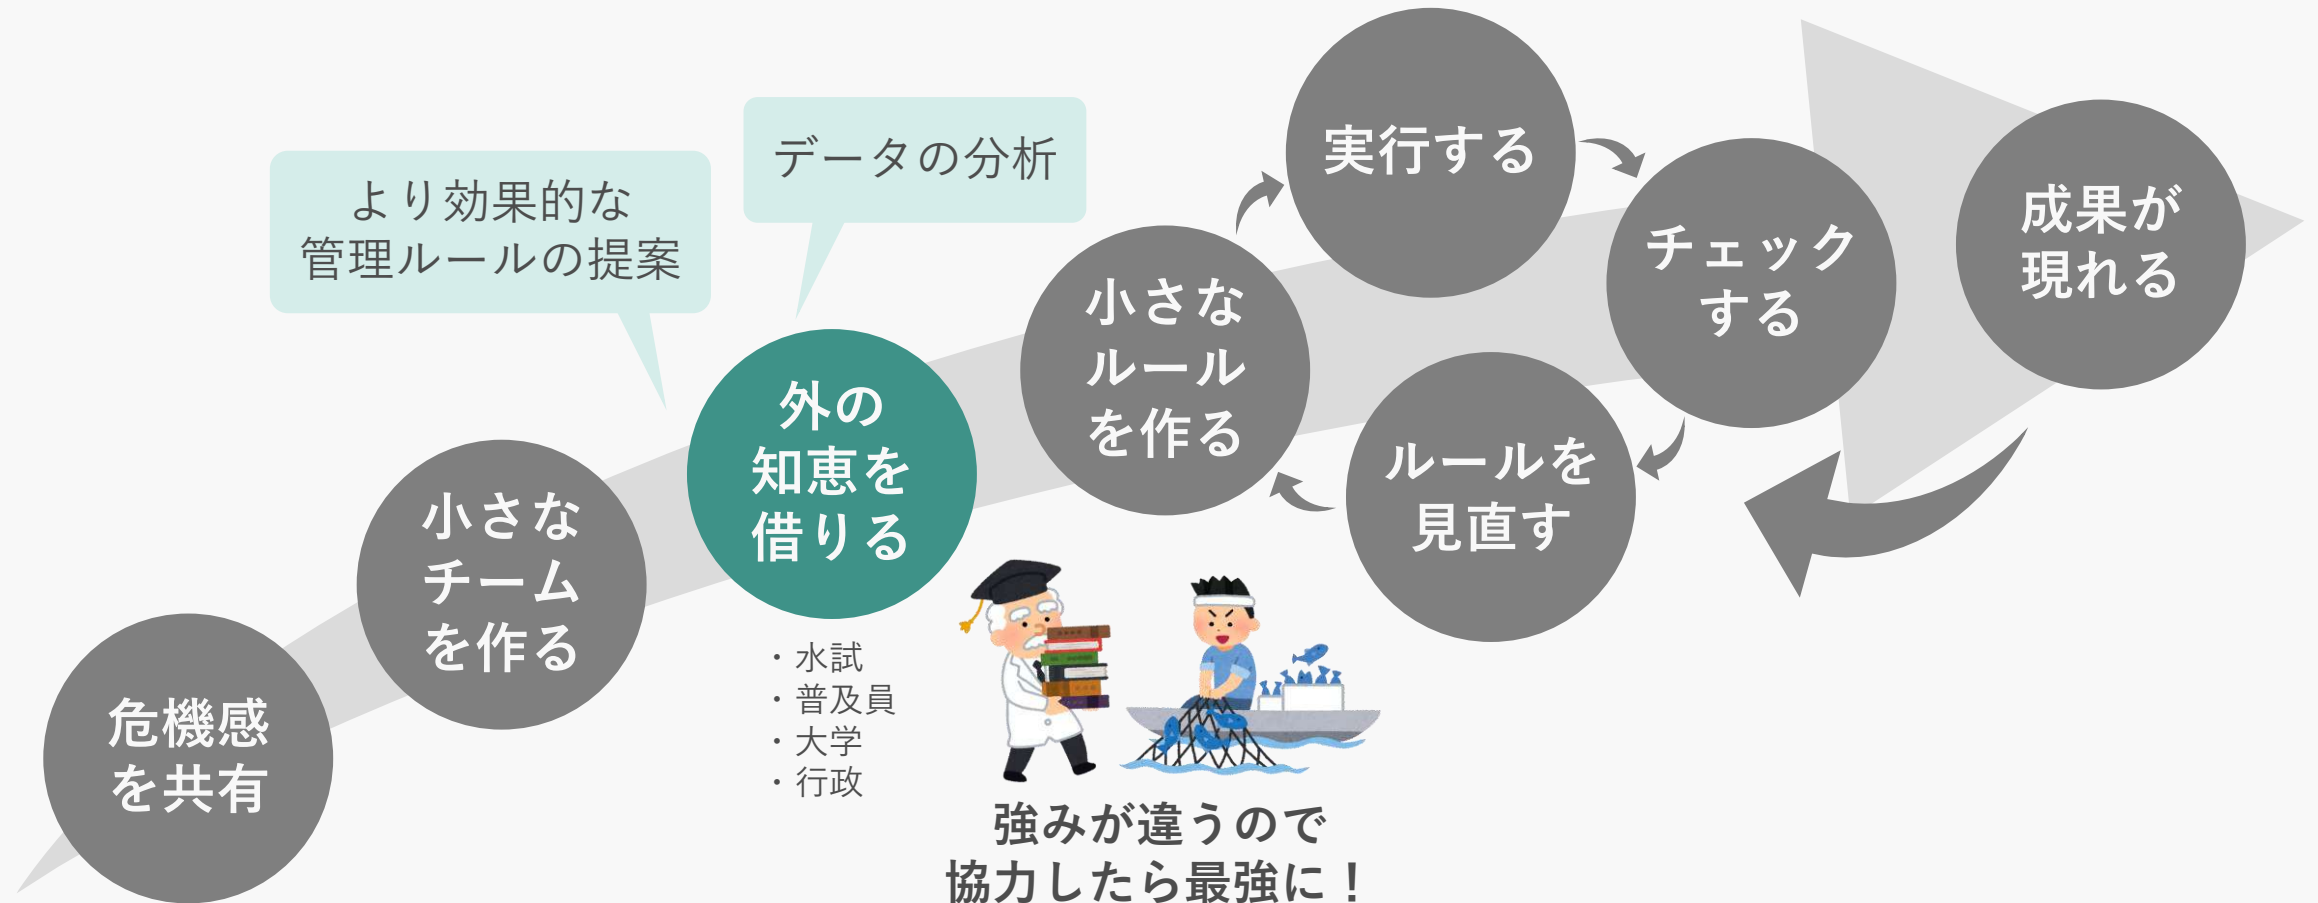 危機感
を共有
小さな
チーム
を作る
より効果的な
管理ルールの提案
データの分析
外の
知恵を
借りる
・水試
・普及員
・大学
・行政
強みが違うので
協力したら最強に！
小さな
ルール
を作る
実行する
チェック
する
ルールを
見直す
成果が
現れる